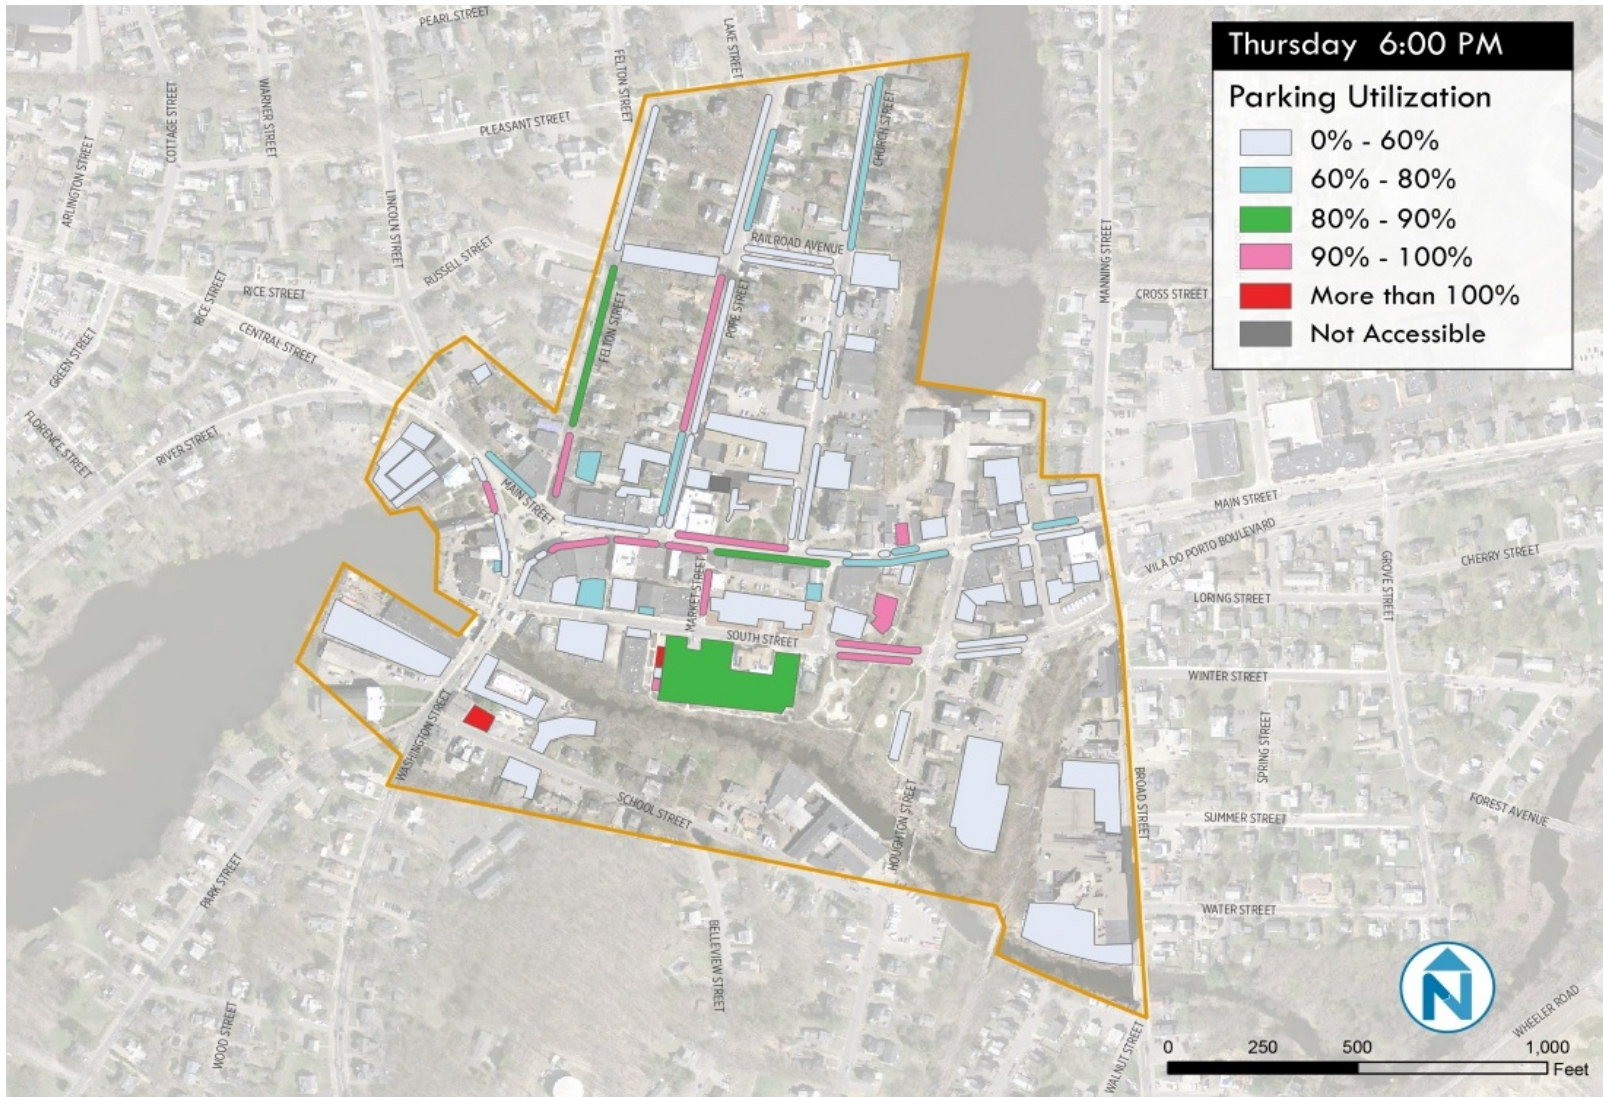 Thursday 6:00 PM
Parking Utilization
0% - 60%
60% - 80%
80% - 90%
90% - 100%
More than 100%
Not Accessible
PEARL STREET
LAKE STREET
FELTON STREET
COTTAGE STREET
WARNER STREET
PLEASANT STREET
CHURCH STREET
ARLINGTON STREET
LINCOLN STREET
RUSSELL STREET
RAILROAD AVENUE
MANNING STREET
RICE STREET
RICE STREET
CROSS STREET
CENTRAL STREET
FELTON STREET
POPE STREET
GREEN STREET
FLORENCE STREET
RIVER STREET
MAIN STREET
MAIN STREET
VILA DO PORTO BOULEVARD
CHERRY STREET
GROVE STREET
LORING STREET
MARKET STREET
SOUTH STREET
WINTER STREET
WASHINGTON STREET
SPRING STREET
SCHOOL STREET
HOUGHTON STREET
BROAD STREET
SUMMER STREET
FOREST AVENUE
PARK STREET
WATER STREET
BELLEVIEW STREET
WOOD STREET
WALNUT STREET
WHEELER ROAD
N
0 250 500 1,000
Feet